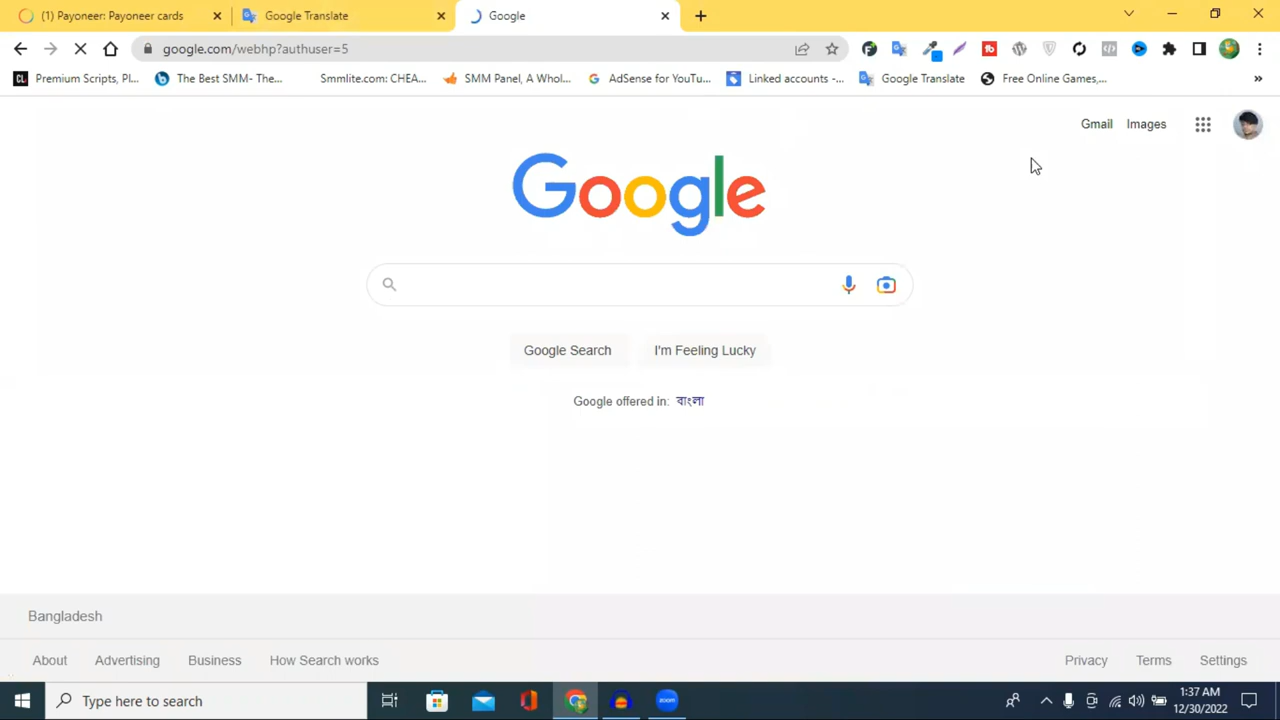 (1) Payoneer: Payoneer cards
Google Translate
Google
google.com/webhp?authuser=5
CL Premium Scripts, Pl...
b The Best SMM- The...
Smmlite.com: CHEA...
SMM Panel, A Whol...
G AdSense for YouTu...
Linked accounts -...
Google Translate
Free Online Games,...
»
Gmail Images
Google
Google Search
I'm Feeling Lucky
Google offered in: বাংলা
Bangladesh
About Advertising Business How Search works
Privacy Terms Settings
Type here to search
zoom
1:37 AM
12/30/2022